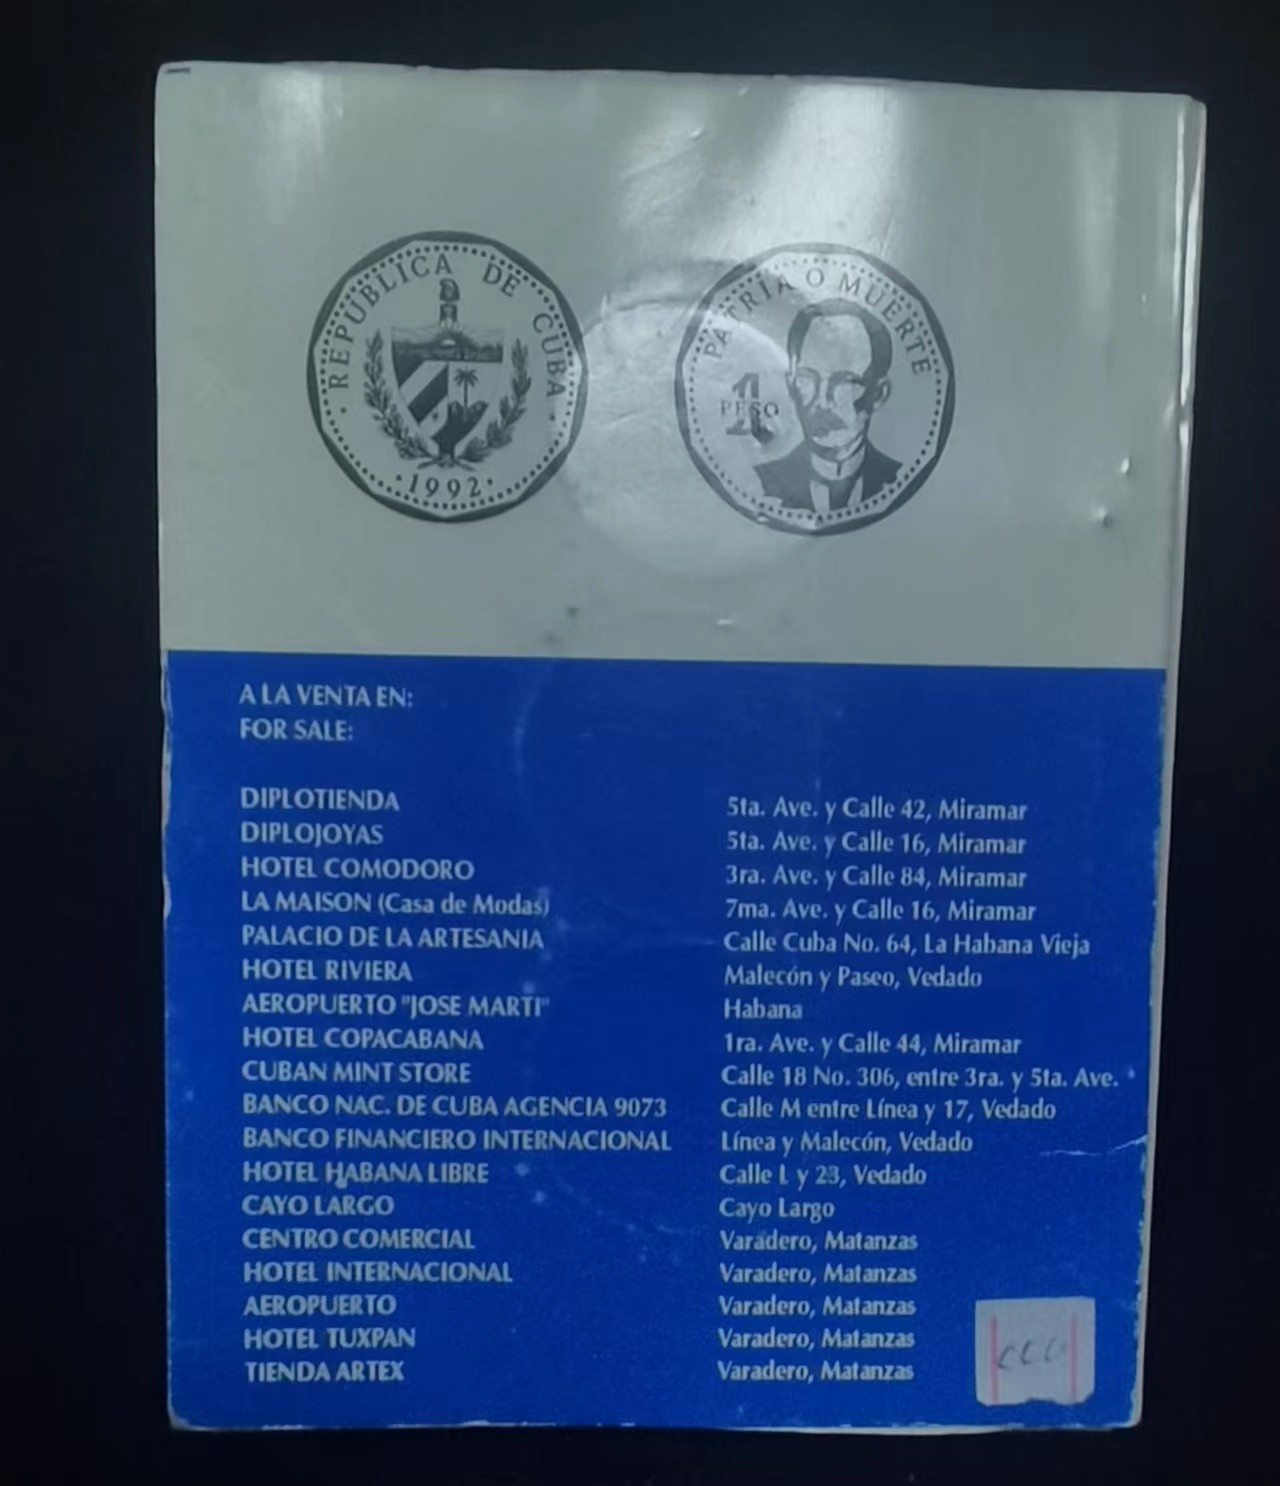 REPUBLICA DE CUBA
1992
PATRIA O MUERTE
1
PESO
A LA VENTA EN:
FOR SALE:
DIPLOTIENDA 5ta. Ave. y Calle 42, Miramar
DIPLOJOYAS 5ta. Ave. y Calle 16, Miramar
HOTEL COMODORO 3ra. Ave. y Calle 84, Miramar
LA MAISON (Casa de Modas) 7ma. Ave. y Calle 16, Miramar
PALACIO DE LA ARTESANIA Calle Cuba No. 64, La Habana Vieja
HOTEL RIVIERA Malecón y Paseo, Vedado
AEROPUERTO "JOSE MARTI" Habana
HOTEL COPACABANA 1ra. Ave. y Calle 44, Miramar
CUBAN MINT STORE Calle 18 No. 306, entre 3ra. y 5ta. Ave.
BANCO NAC. DE CUBA AGENCIA 9073 Calle M entre Línea y 17, Vedado
BANCO FINANCIERO INTERNACIONAL Línea y Malecón, Vedado
HOTEL HABANA LIBRE Calle L y 23, Vedado
CAYO LARGO Cayo Largo
CENTRO COMERCIAL Varadero, Matanzas
HOTEL INTERNACIONAL Varadero, Matanzas
AEROPUERTO Varadero, Matanzas
HOTEL TUXPAN Varadero, Matanzas
TIENDA ARTEX Varadero, Matanzas